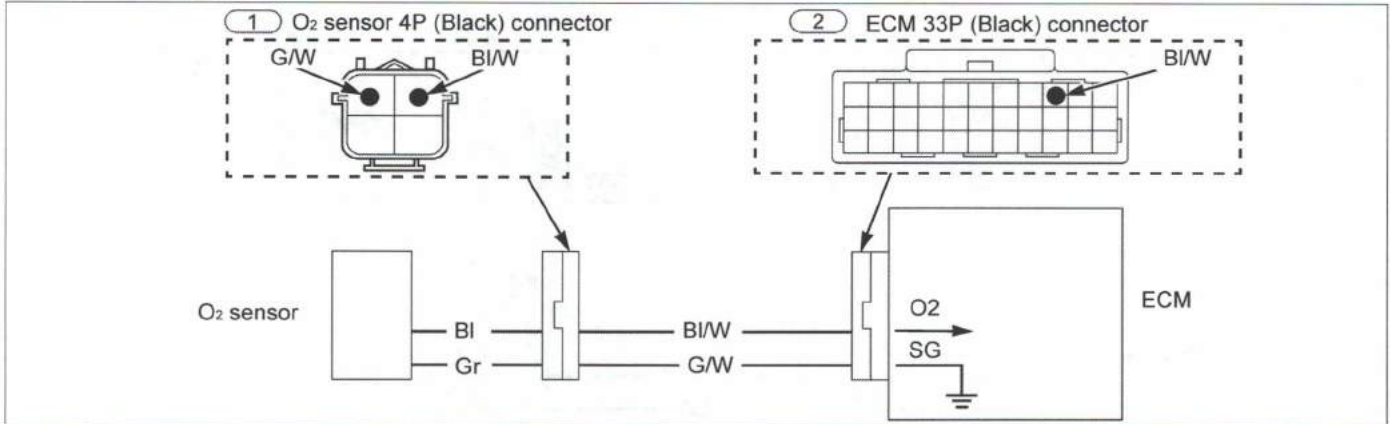 1 O₂ sensor 4P (Black) connector
2 ECM 33P (Black) connector
G/W
Bl/W
Bl/W
O₂ sensor
Bl
Gr
Bl/W
G/W
O2
SG
ECM